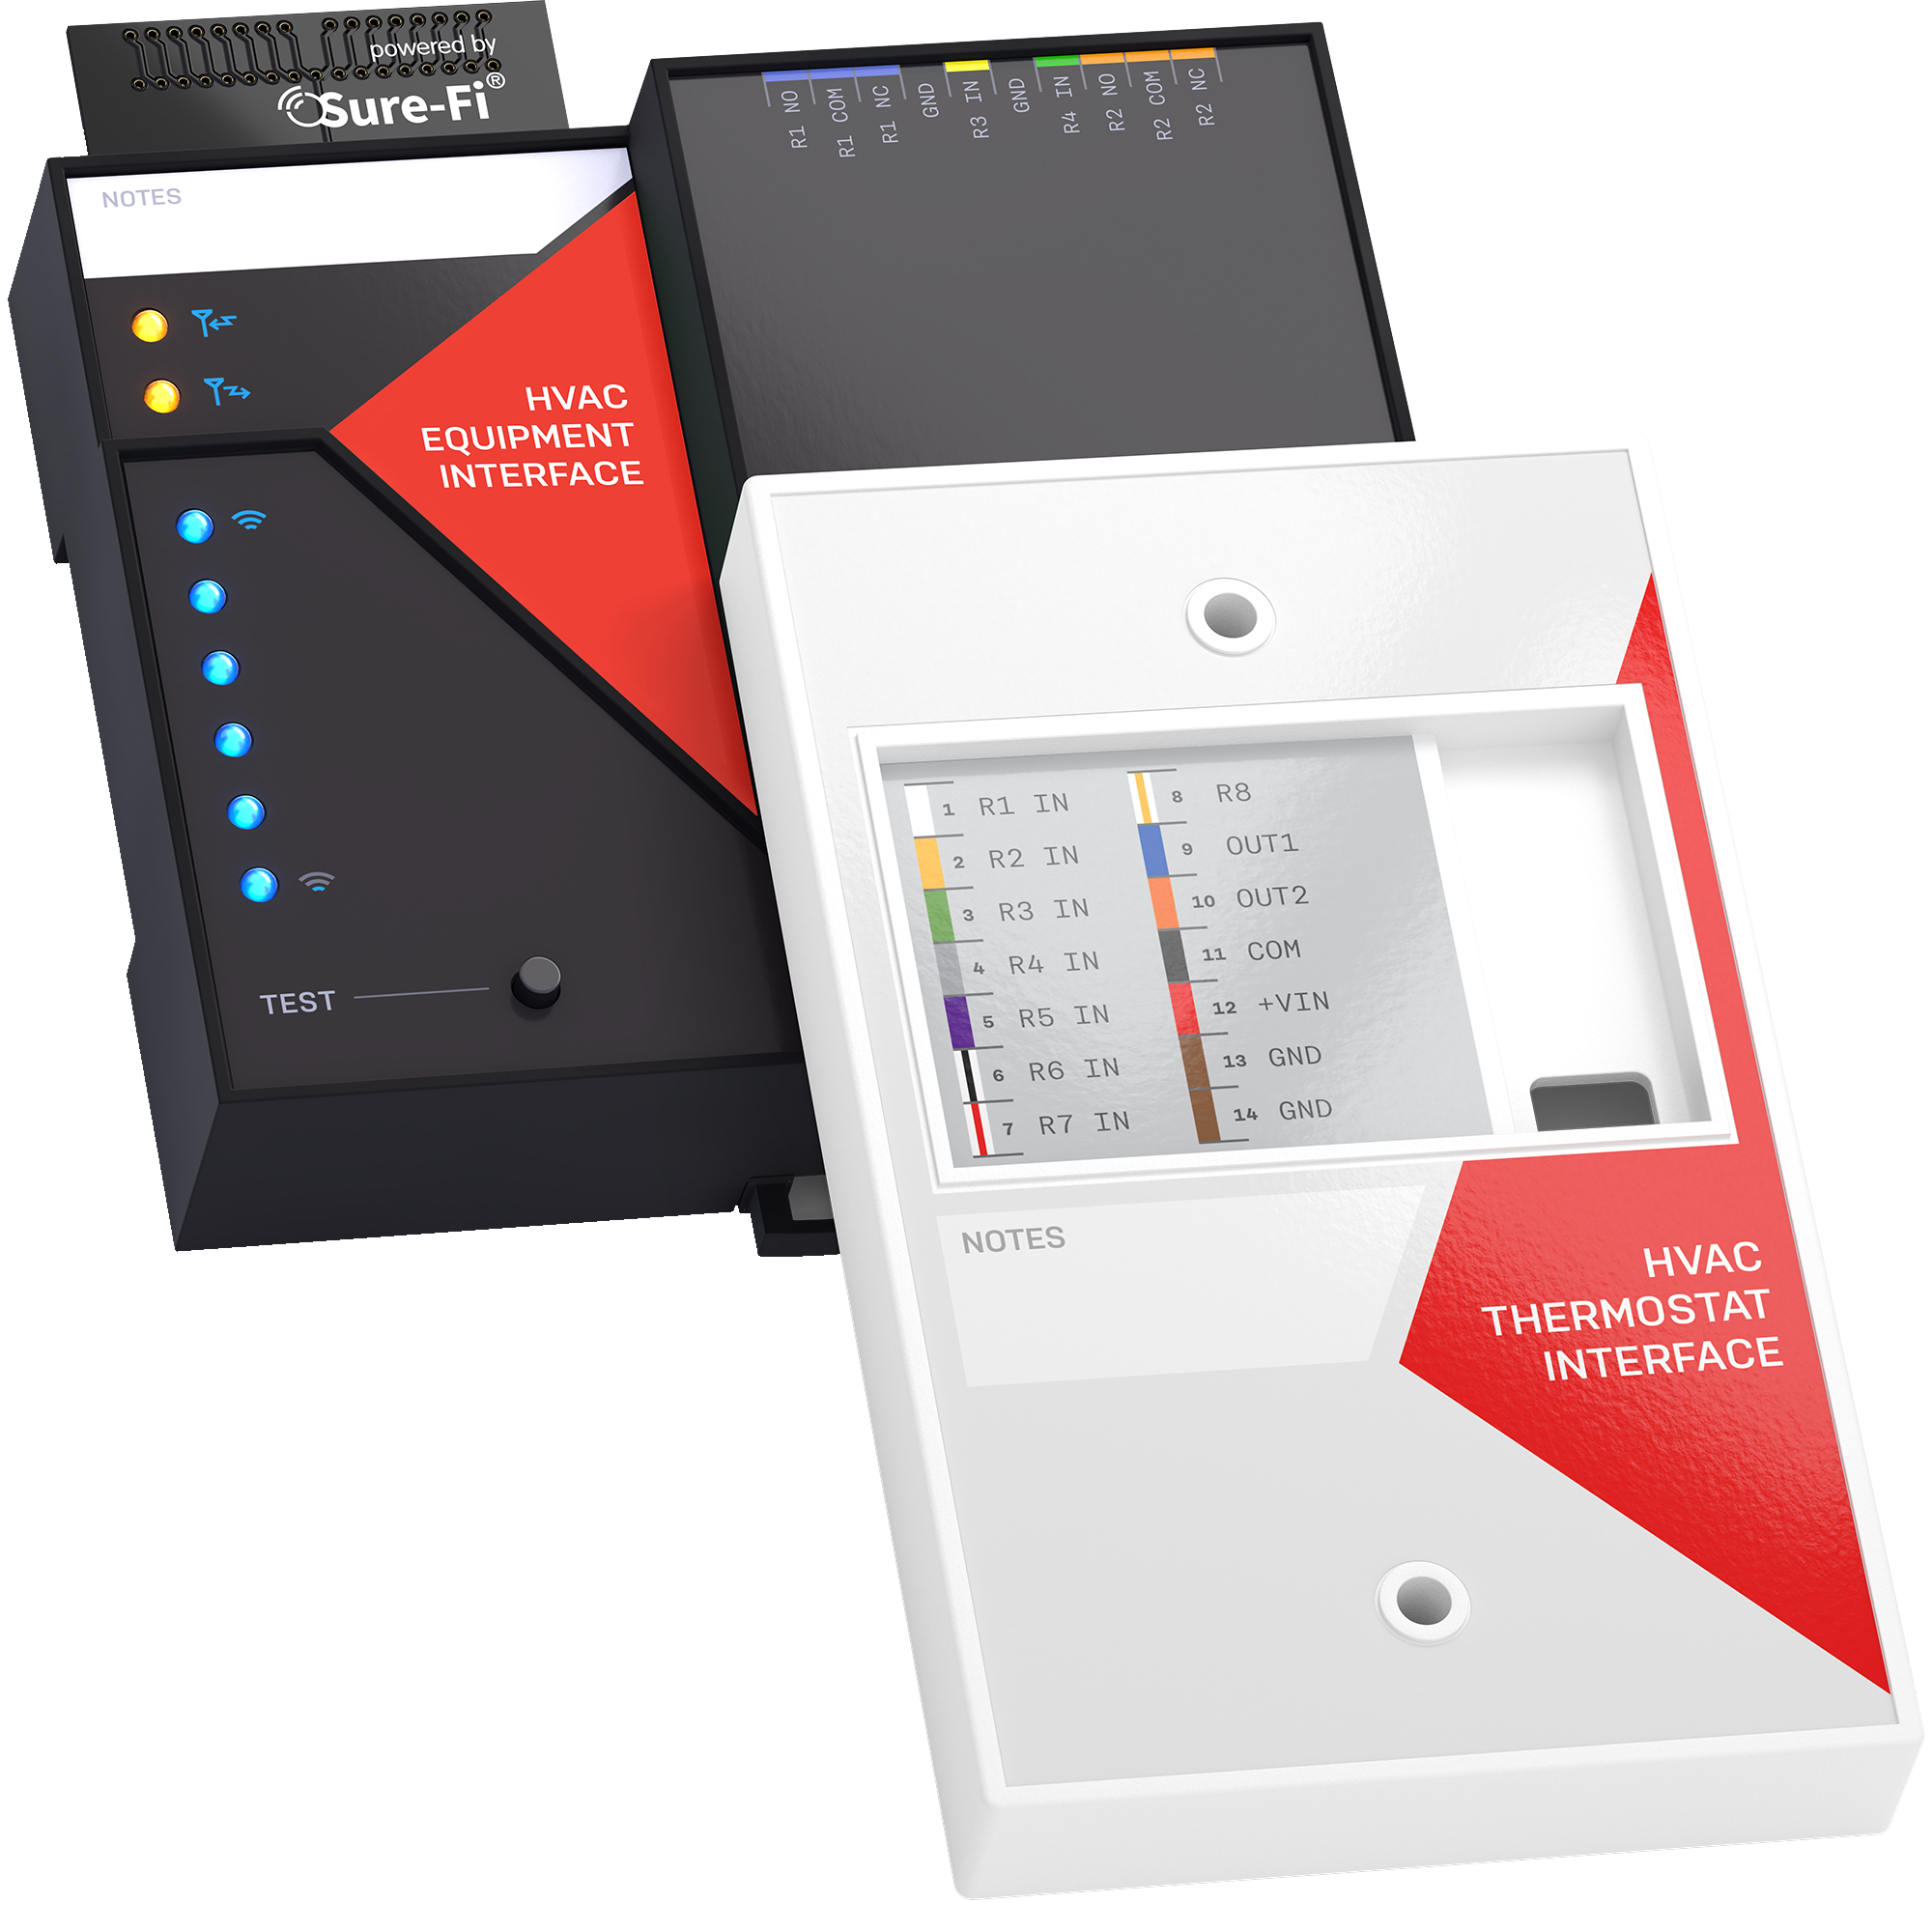 powered by
Sure-Fi®
NOTES
HVAC
EQUIPMENT
INTERFACE
TEST
R1 NO
R1 COM
R1 NC
GND
R3 IN
GND
R4 IN
R2 NO
R2 COM
R2 NC
1 R1 IN
2 R2 IN
3 R3 IN
4 R4 IN
5 R5 IN
6 R6 IN
7 R7 IN
8 R8
9 OUT1
10 OUT2
11 COM
12 +VIN
13 GND
14 GND
NOTES
HVAC
THERMOSTAT
INTERFACE